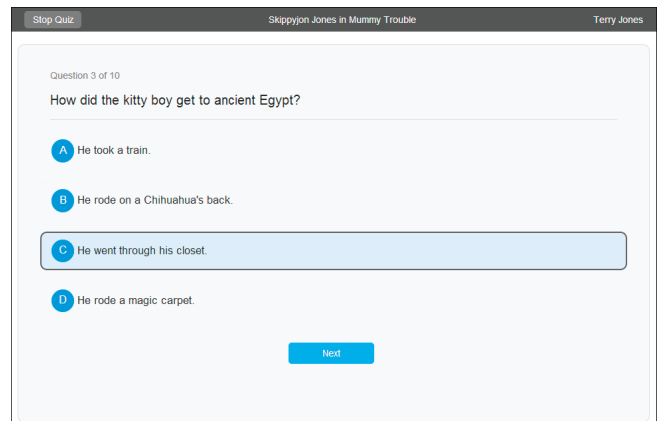 Stop Quiz
Skippyjon Jones in Mummy Trouble
Terry Jones
Question 3 of 10
How did the kitty boy get to ancient Egypt?
A He took a train.
B He rode on a Chihuahua's back.
C He went through his closet.
D He rode a magic carpet.
Next